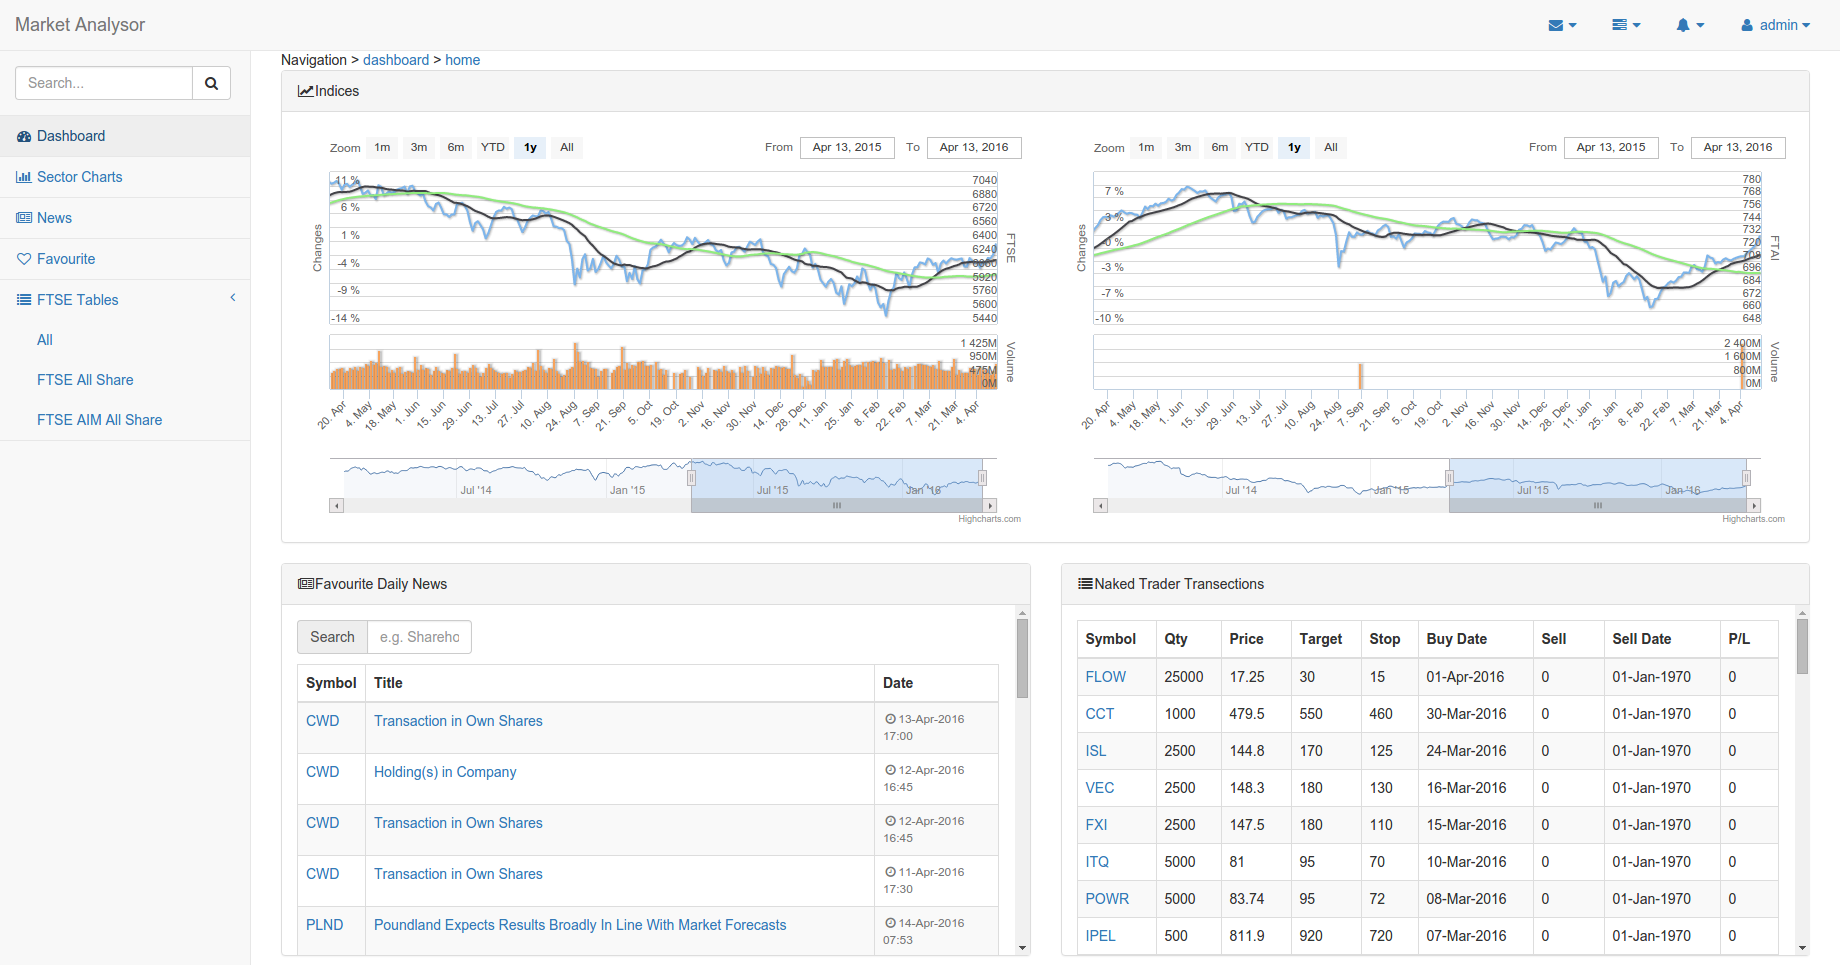 Market Analysor
admin
Search...
Dashboard
Sector Charts
News
Favourite
FTSE Tables
All
FTSE All Share
FTSE AIM All Share
Navigation > dashboard > home
Indices
Zoom 1m 3m 6m YTD 1y All From Apr 13, 2015 To Apr 13, 2016
11 %
6 %
1 %
-4 %
-9 %
-14 %
Changes
7040
6880
6720
6560
6400
6240
6080
5920
5760
5600
5440
FTSE
1 425M
950M
475M
0M
Volume
20. Apr 4. May 18. May 1. Jun 15. Jun 29. Jun 13. Jul 27. Jul 10. Aug 24. Aug 7. Sep 21. Sep 5. Oct 19. Oct 2. Nov 16. Nov 30. Nov 14. Dec 28. Dec 11. Jan 25. Jan 8. Feb 22. Feb 7. Mar 21. Mar 4. Apr
Jul '14 Jan '15 Jul '15 Jan '16
Highcharts.com
Zoom 1m 3m 6m YTD 1y All From Apr 13, 2015 To Apr 13, 2016
7 %
3 %
-0 %
-3 %
-7 %
-10 %
Changes
780
768
756
744
732
720
708
696
684
672
660
648
FTAI
2 400M
1 600M
800M
0M
Volume
20. Apr 4. May 18. May 1. Jun 15. Jun 29. Jun 13. Jul 27. Jul 10. Aug 24. Aug 7. Sep 21. Sep 5. Oct 19. Oct 2. Nov 16. Nov 30. Nov 14. Dec 28. Dec 11. Jan 25. Jan 8. Feb 22. Feb 7. Mar 21. Mar 4. Apr
Jul '14 Jan '15 Jul '15 Jan '16
Highcharts.com
Favourite Daily News
Search e.g. Shareho
Symbol Title Date
CWD Transaction in Own Shares 13-Apr-2016 17:00
CWD Holding(s) in Company 12-Apr-2016 16:45
CWD Transaction in Own Shares 12-Apr-2016 16:45
CWD Transaction in Own Shares 11-Apr-2016 17:30
PLND Poundland Expects Results Broadly In Line With Market Forecasts 14-Apr-2016 07:53
Naked Trader Transections
Symbol Qty Price Target Stop Buy Date Sell Sell Date P/L
FLOW 25000 17.25 30 15 01-Apr-2016 0 01-Jan-1970 0
CCT 1000 479.5 550 460 30-Mar-2016 0 01-Jan-1970 0
ISL 2500 144.8 170 125 24-Mar-2016 0 01-Jan-1970 0
VEC 2500 148.3 180 130 16-Mar-2016 0 01-Jan-1970 0
FXI 2500 147.5 180 110 15-Mar-2016 0 01-Jan-1970 0
ITQ 5000 81 95 70 10-Mar-2016 0 01-Jan-1970 0
POWR 5000 83.74 95 72 08-Mar-2016 0 01-Jan-1970 0
IPEL 500 811.9 920 720 07-Mar-2016 0 01-Jan-1970 0